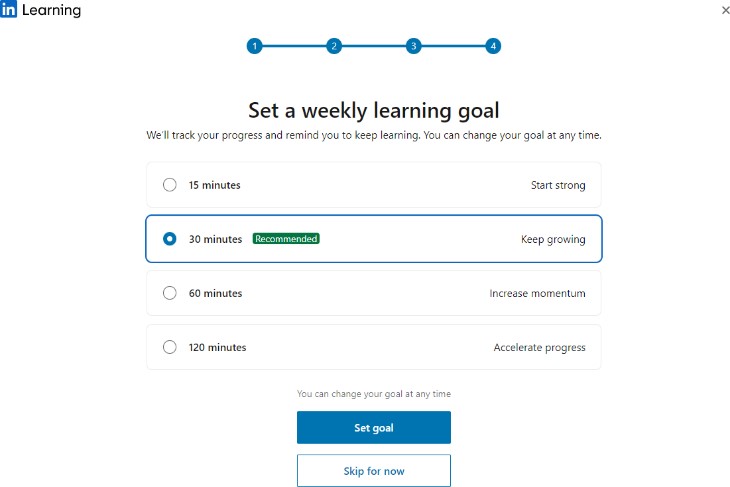 in Learning
1 2 3 4
Set a weekly learning goal
We'll track your progress and remind you to keep learning. You can change your goal at any time.
15 minutes Start strong
30 minutes Recommended Keep growing
60 minutes Increase momentum
120 minutes Accelerate progress
You can change your goal at any time
Set goal
Skip for now